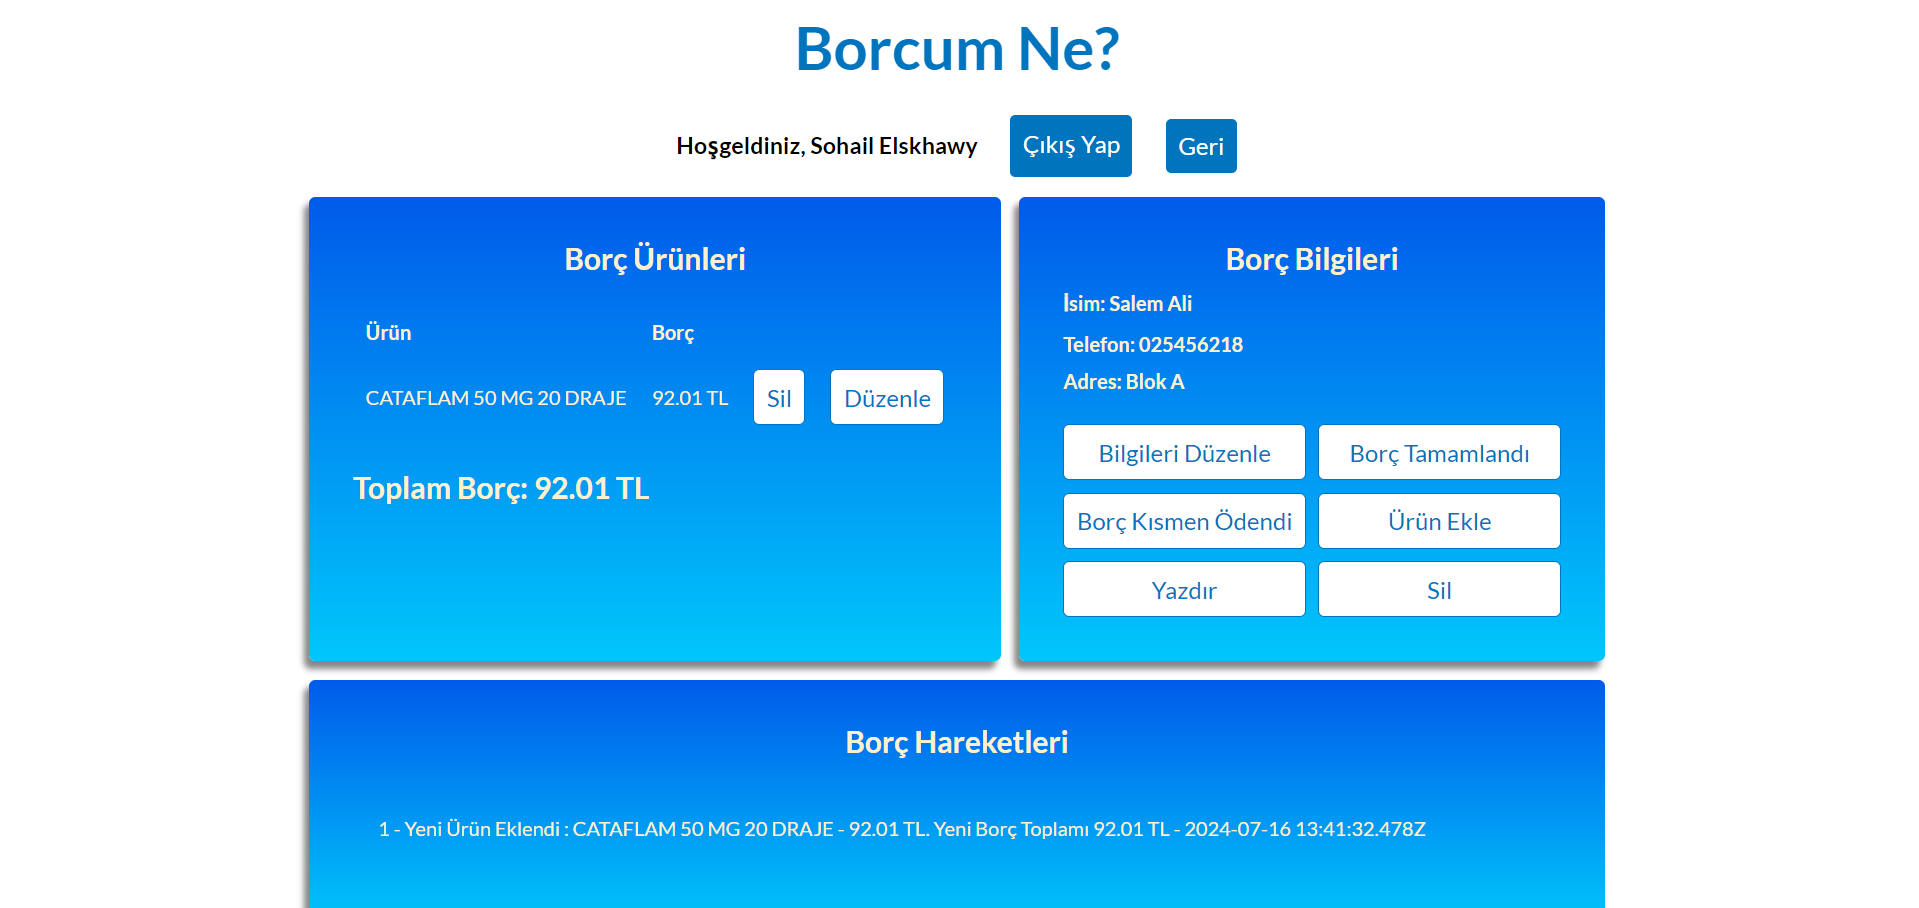 Borcum Ne?
Hoşgeldiniz, Sohail Elskhawy
Çıkış Yap
Geri
Borç Ürünleri
Ürün Borç
CATAFLAM 50 MG 20 DRAJE 92.01 TL Sil Düzenle
Toplam Borç: 92.01 TL
Borç Bilgileri
İsim: Salem Ali
Telefon: 025456218
Adres: Blok A
Bilgileri Düzenle Borç Tamamlandı
Borç Kısmen Ödendi Ürün Ekle
Yazdır Sil
Borç Hareketleri
1 - Yeni Ürün Eklendi : CATAFLAM 50 MG 20 DRAJE - 92.01 TL. Yeni Borç Toplamı 92.01 TL - 2024-07-16 13:41:32.478Z